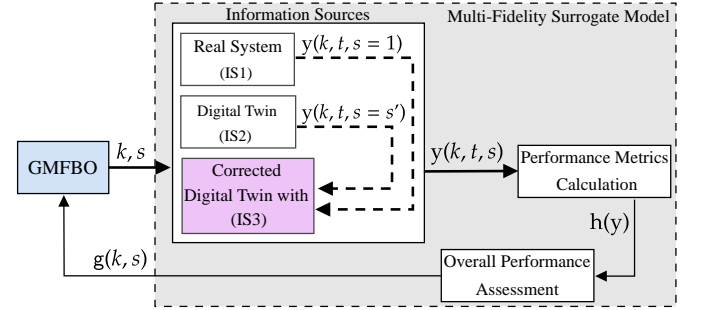 Information Sources
Multi-Fidelity Surrogate Model
Real System
(IS1)
y(k, t, s = 1)
Digital Twin
(IS2)
y(k, t, s = s′)
GMFBO
k, s
Corrected
Digital Twin with
(IS3)
y(k, t, s)
Performance Metrics
Calculation
h(y)
g(k, s)
Overall Performance
Assessment